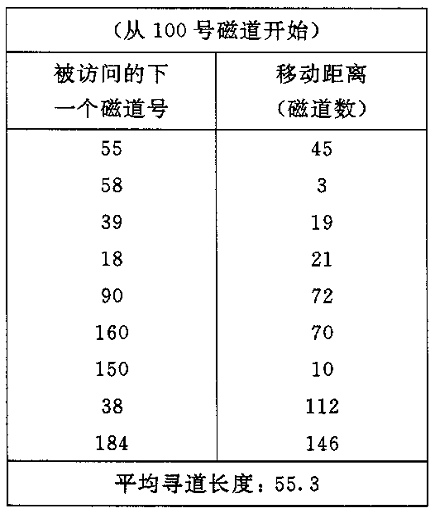 (从 100 号磁道开始)
被访问的下 移动距离
一个磁道号 (磁道数)
55 45
58 3
39 19
18 21
90 72
160 70
150 10
38 112
184 146
平均寻道长度: 55.3